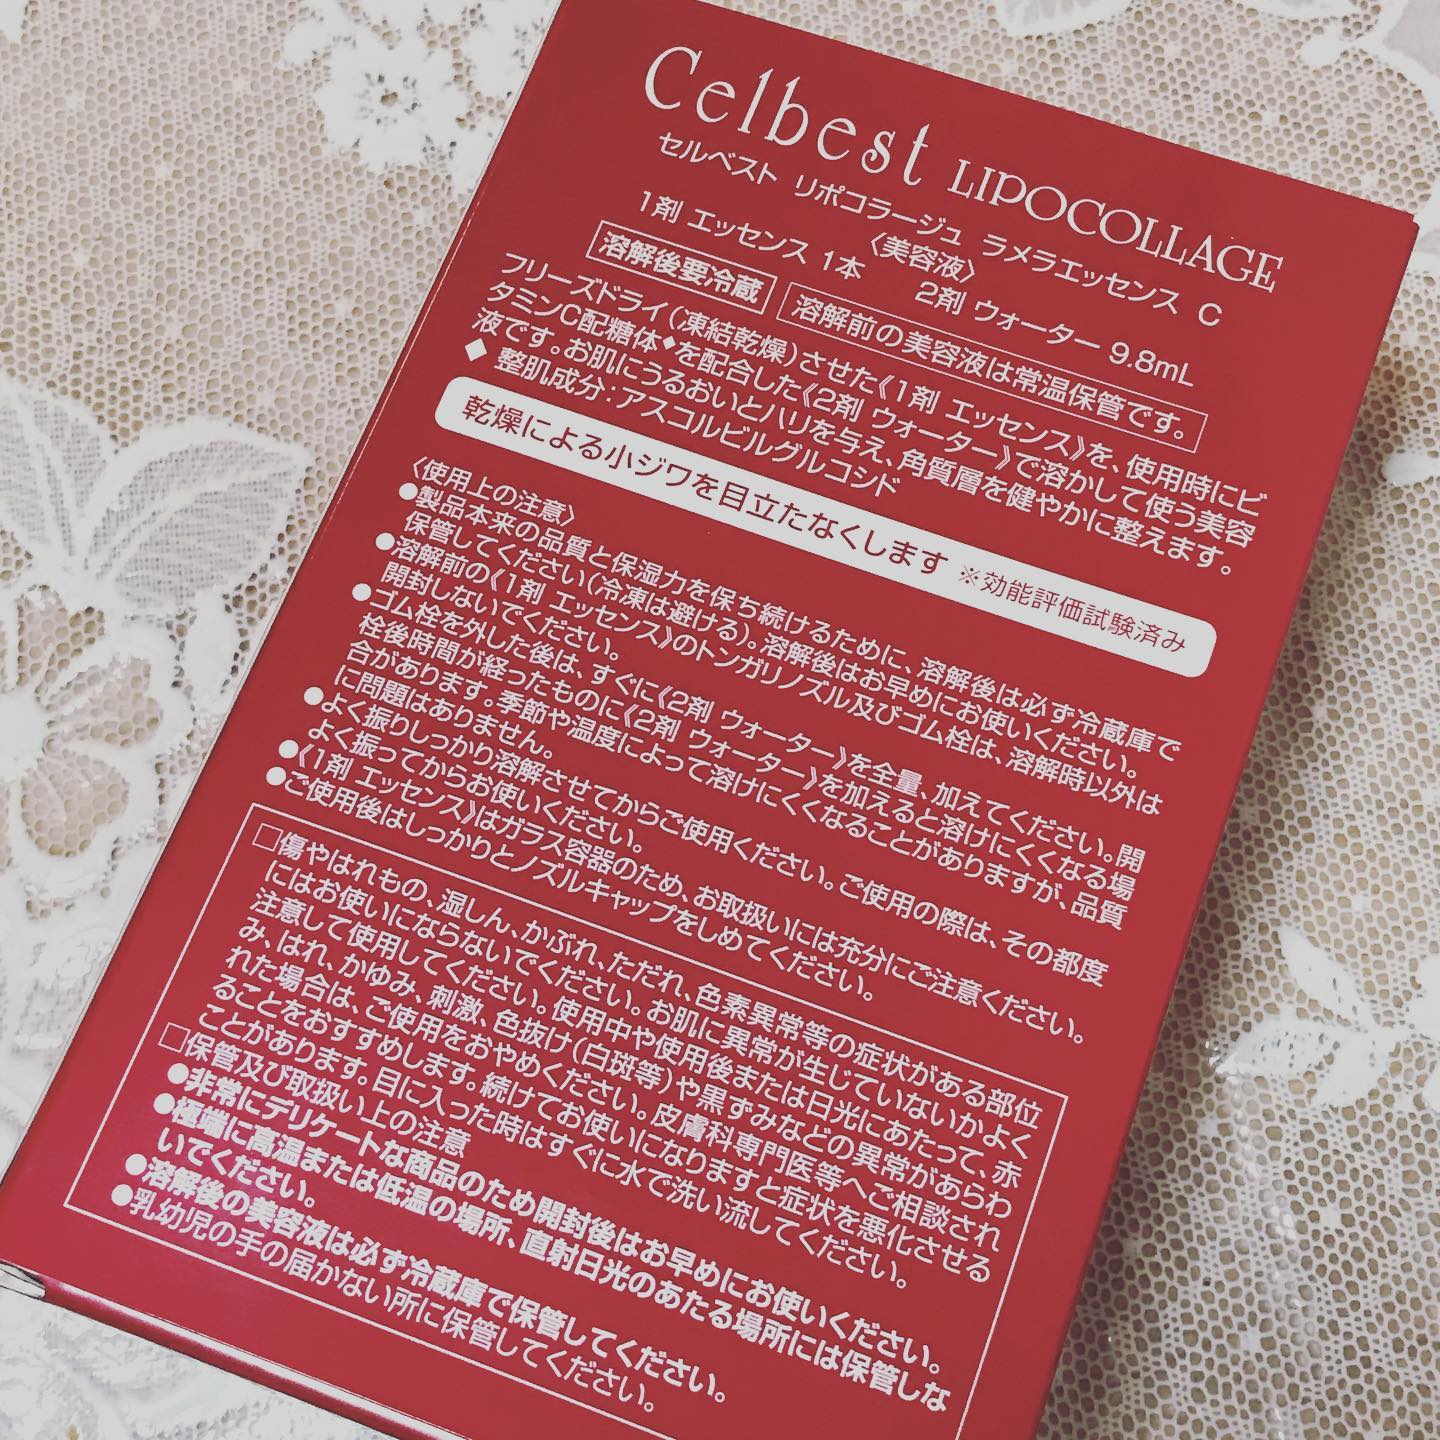 Celbest LIPOCOLLAGE
セルベスト リポコラージュ ラメラエッセンス C
〈美容液〉
1剤 エッセンス 1本 2剤 ウォーター 9.8mL
溶解後要冷蔵 溶解前の美容液は常温保管です。
フリーズドライ(凍結乾燥)させた《1剤 エッセンス》を、使用時にビ
タミンC配糖体◆を配合した《2剤 ウォーター》で溶かして使う美容
液です。お肌にうるおいとハリを与え、角質層を健やかに整えます。
◆ 整肌成分：アスコルビルグルコシド
乾燥による小ジワを目立たなくします ※効能評価試験済み
〈使用上の注意〉
●製品本来の品質と保湿力を保ち続けるために、溶解後は必ず冷蔵庫で
保管してください(冷凍は避ける)。溶解後はお早めにお使いください。
●溶解前の《1剤 エッセンス》のトンガリノズル及びゴム栓は、溶解時以外は
開封しないでください。
●ゴム栓を外した後は、すぐに《2剤 ウォーター》を全量、加えてください。開
栓後時間が経ったものに《2剤 ウォーター》を加えると溶けにくくなる場
合があります。季節や温度によって溶けにくくなることがありますが、品質
に問題はありません。
●よく振りしっかり溶解させてからご使用ください。ご使用の際は、その都度
よく振ってからお使いください。
●《1剤 エッセンス》はガラス容器のため、お取扱いには充分にご注意ください。
●ご使用後はしっかりとノズルキャップをしめてください。
□傷やはれもの、湿しん、かぶれ、ただれ、色素異常等の症状がある部位
にはお使いにならないでください。お肌に異常が生じていないかよく
注意して使用してください。使用中や使用後または日光にあたって、赤
み、はれ、かゆみ、刺激、色抜け(白斑等)や黒ずみなどの異常があらわ
れた場合は、ご使用をおやめください。皮膚科専門医等へご相談され
ることをおすすめします。続けてお使いになりますと症状を悪化させる
ことがあります。目に入った時はすぐに水で洗い流してください。
□保管及び取扱い上の注意
●非常にデリケートな商品のため開封後はお早めにお使いください。
●極端に高温または低温の場所、直射日光のあたる場所には保管しな
いでください。
●溶解後の美容液は必ず冷蔵庫で保管してください。
●乳幼児の手の届かない所に保管してください。